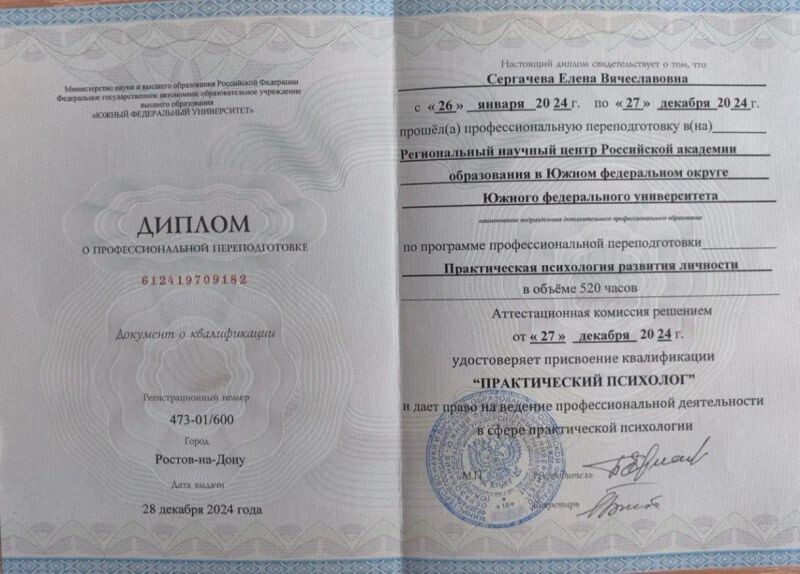 Министерство науки и высшего образования Российской Федерации
Федеральное государственное автономное образовательное учреждение
высшего образования
«ЮЖНЫЙ ФЕДЕРАЛЬНЫЙ УНИВЕРСИТЕТ»
ДИПЛОМ
О ПРОФЕССИОНАЛЬНОЙ ПЕРЕПОДГОТОВКЕ
612419709182
Документ о квалификации
Регистрационный номер
473-01/600
Город
Ростов-на-Дону
Дата выдачи
28 декабря 2024 года
Настоящий диплом свидетельствует о том, что
Сергачева Елена Вячеславовна
с «26» января 2024 г. по «27» декабря 2024 г.
прошёл(а) профессиональную переподготовку в(на)
Региональный научный центр Российской академии
образования в Южном федеральном округе
Южного федерального университета
наименование подразделения дополнительного профессионального образования
по программе профессиональной переподготовки
Практическая психология развития личности
в объёме 520 часов
Аттестационная комиссия решением
от «27» декабря 2024 г.
удостоверяет присвоение квалификации
“ПРАКТИЧЕСКИЙ ПСИХОЛОГ”
и дает право на ведение профессиональной деятельности
в сфере практической психологии
М.П.
Секретарь